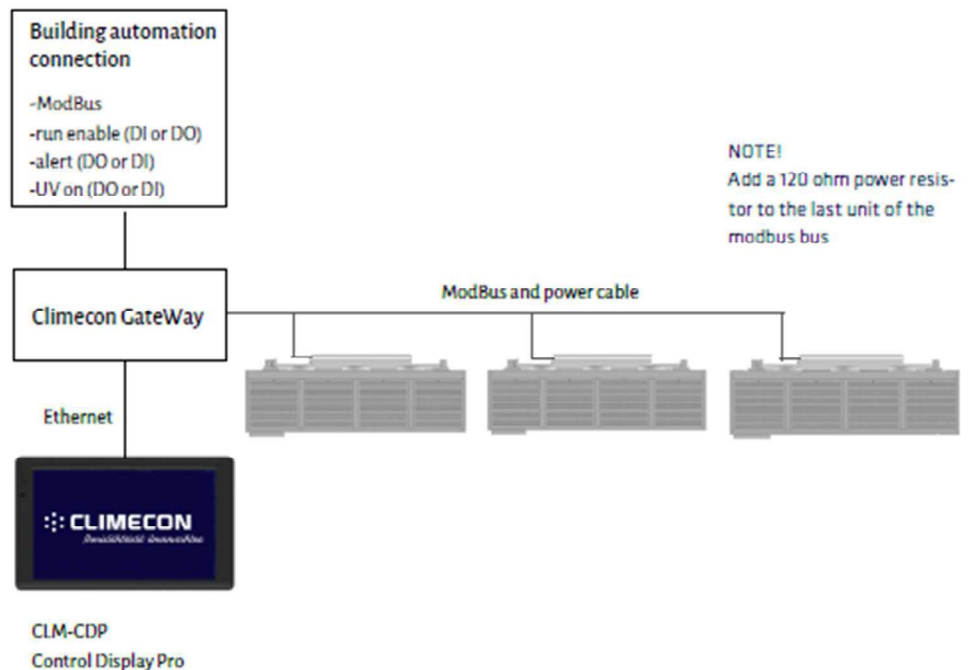 Building automation
connection
-ModBus
-run enable (DI or DO)
-alert (DO or DI)
-UV on (DO or DI)
NOTE!
Add a 120 ohm power resis-
tor to the last unit of the
modbus bus
Climecon GateWay
ModBus and power cable
Ethernet
CLIMECON
CLM-CDP
Control Display Pro